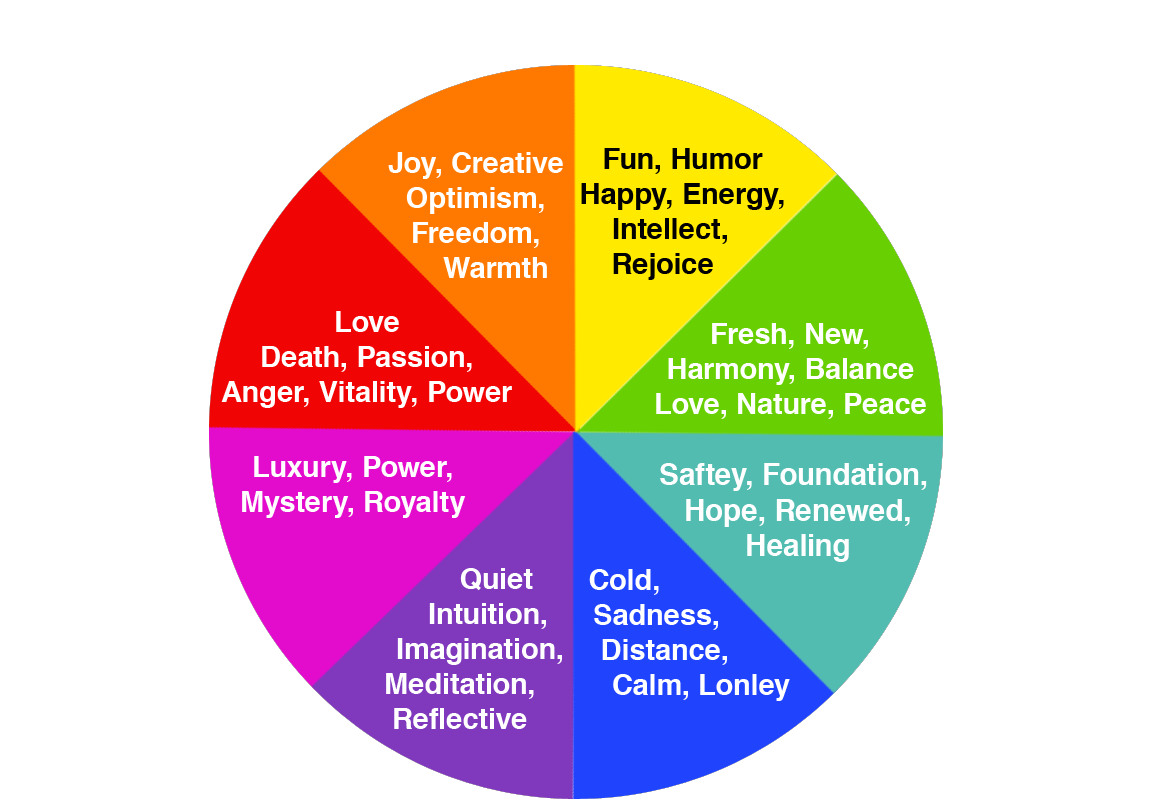 Joy, Creative
Optimism,
Freedom,
Warmth
Fun, Humor
Happy, Energy,
Intellect,
Rejoice
Love
Death, Passion,
Anger, Vitality, Power
Fresh, New,
Harmony, Balance
Love, Nature, Peace
Luxury, Power,
Mystery, Royalty
Saftey, Foundation,
Hope, Renewed,
Healing
Quiet
Intuition,
Imagination,
Meditation,
Reflective
Cold,
Sadness,
Distance,
Calm, Lonley